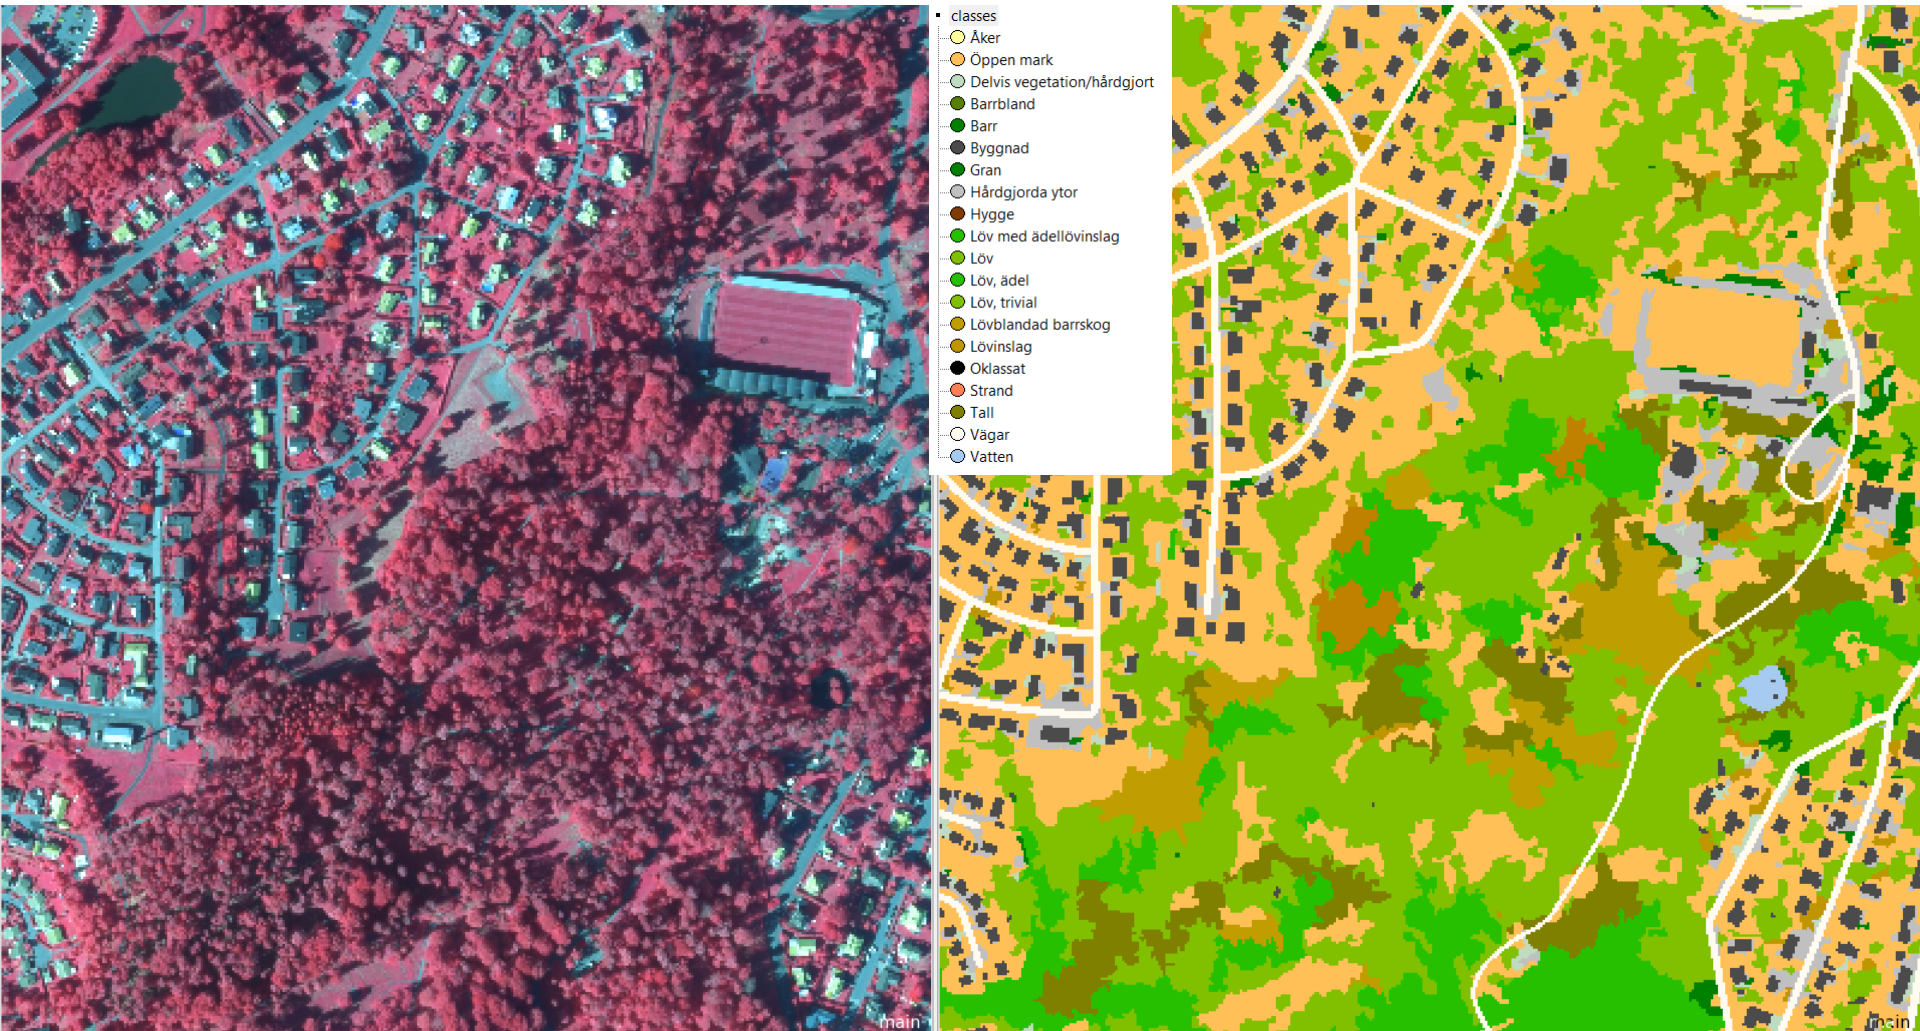 classes
Åker
Öppen mark
Delvis vegetation/hårdgjort
Barrbland
Barr
Byggnad
Gran
Hårdgjorda ytor
Hygge
Löv med ädellövinslag
Löv
Löv, ädel
Löv, trivial
Lövblandad barrskog
Lövinslag
Oklassat
Strand
Tall
Vägar
Vatten
main
main